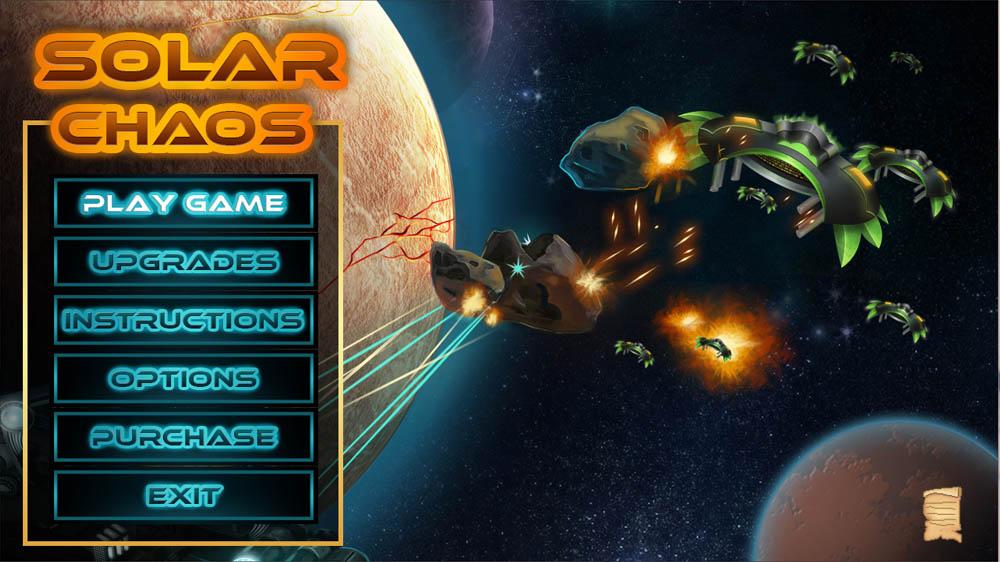 SOLAR
CHAOS
PLAY GAME
UPGRADES
INSTRUCTIONS
OPTIONS
PURCHASE
EXIT